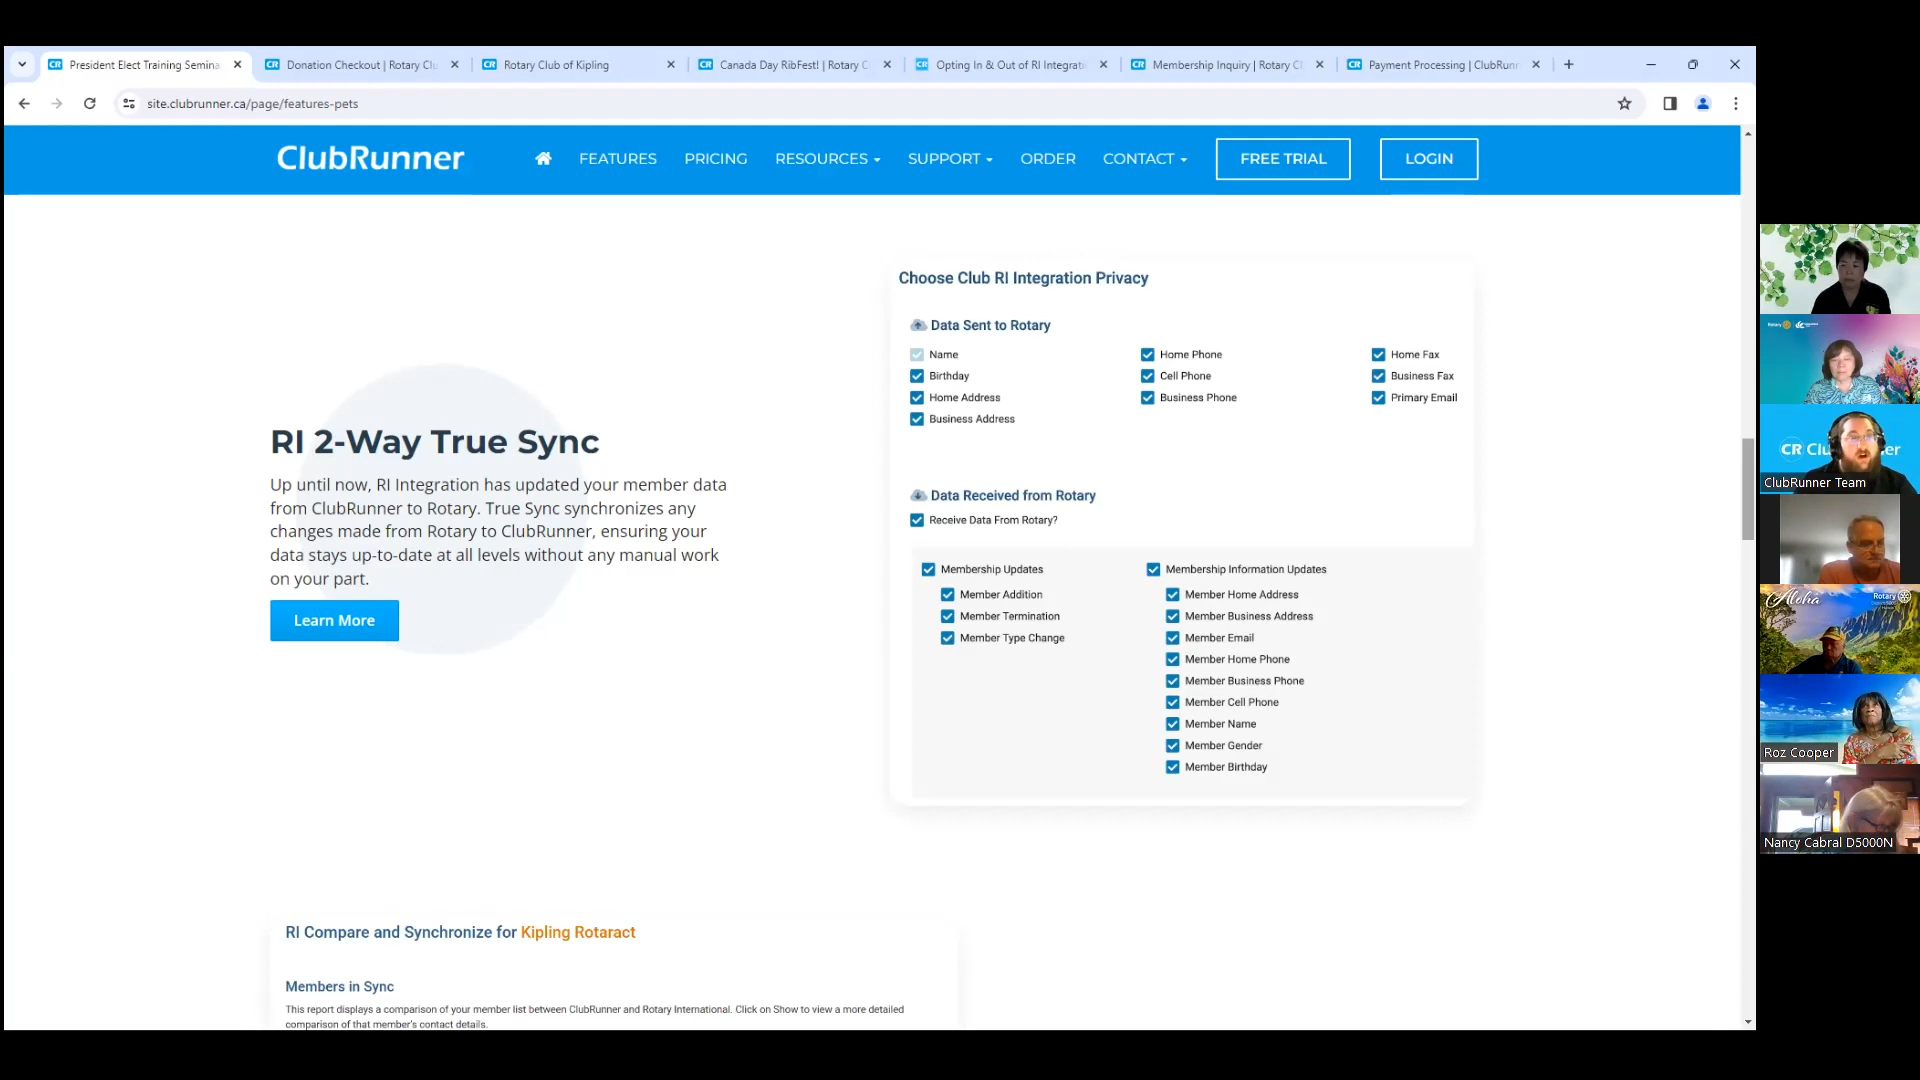 President Elect Training Semina
Donation Checkout | Rotary Clu
Rotary Club of Kipling
Canada Day RibFest! | Rotary C
Opting In & Out of RI Integrati
Membership Inquiry | Rotary Cl
Payment Processing | ClubRunn
site.clubrunner.ca/page/features-pets
ClubRunner
FEATURES
PRICING
RESOURCES
SUPPORT
ORDER
CONTACT
FREE TRIAL
LOGIN
RI 2-Way True Sync
Up until now, RI Integration has updated your member data
from ClubRunner to Rotary. True Sync synchronizes any
changes made from Rotary to ClubRunner, ensuring your
data stays up-to-date at all levels without any manual work
on your part.
Learn More
Choose Club RI Integration Privacy
Data Sent to Rotary
Name
Home Phone
Home Fax
Birthday
Cell Phone
Business Fax
Home Address
Business Phone
Primary Email
Business Address
Data Received from Rotary
Receive Data From Rotary?
Membership Updates
Member Addition
Member Termination
Member Type Change
Membership Information Updates
Member Home Address
Member Business Address
Member Email
Member Home Phone
Member Business Phone
Member Cell Phone
Member Name
Member Gender
Member Birthday
RI Compare and Synchronize for Kipling Rotaract
Members in Sync
This report displays a comparison of your member list between ClubRunner and Rotary International. Click on Show to view a more detailed
comparison of that member's contact details.
Rotary
CR Clu er
ClubRunner Team
Aloha
Rotary
Roz Cooper
Nancy Cabral D5000N